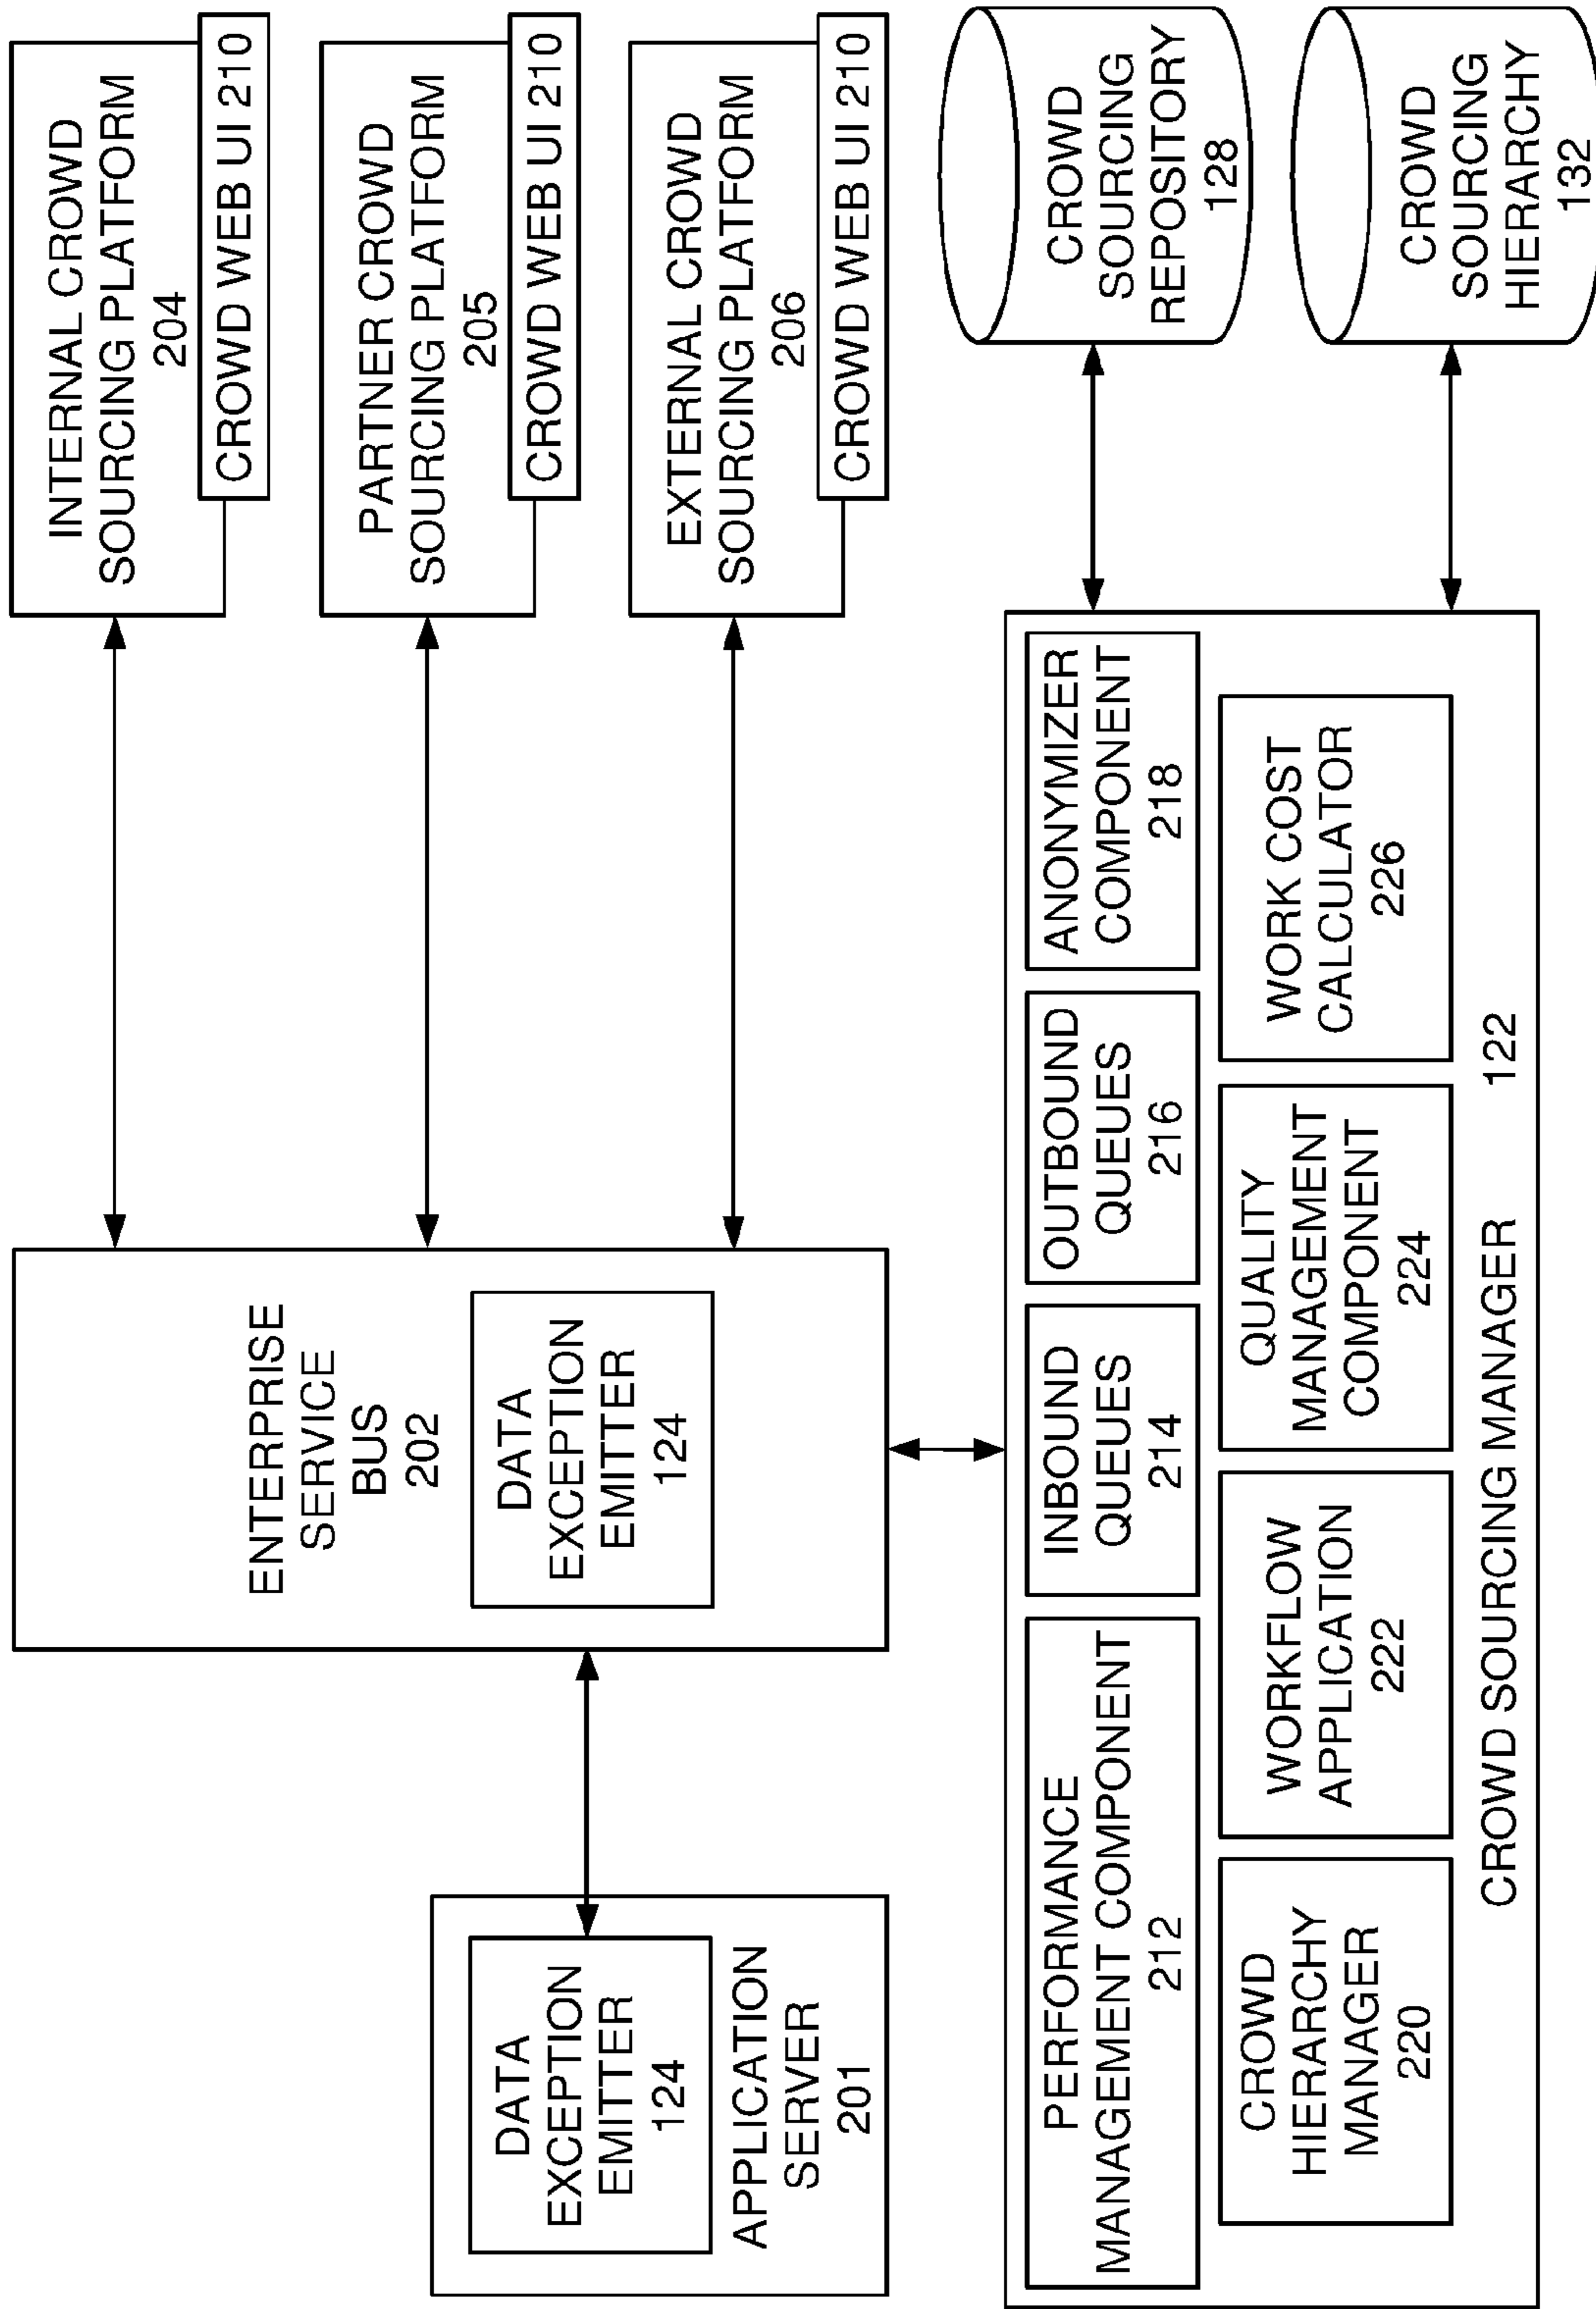 DATA
EXCEPTION
EMITTER
124
APPLICATION
SERVER
201
ENTERPRISE
SERVICE
BUS
202
DATA
EXCEPTION
EMITTER
124
INTERNAL CROWD
SOURCING PLATFORM
204
CROWD WEB UI 210
PARTNER CROWD
SOURCING PLATFORM
205
CROWD WEB UI 210
EXTERNAL CROWD
SOURCING PLATFORM
206
CROWD WEB UI 210
PERFORMANCE
MANAGEMENT COMPONENT
212
INBOUND
QUEUES
214
OUTBOUND
QUEUES
216
ANONYMIZER
COMPONENT
218
CROWD
HIERARCHY
MANAGER
220
WORKFLOW
APPLICATION
222
QUALITY
MANAGEMENT
COMPONENT
224
WORK COST
CALCULATOR
226
CROWD SOURCING MANAGER 122
CROWD
SOURCING
REPOSITORY
128
CROWD
SOURCING
HIERARCHY
132